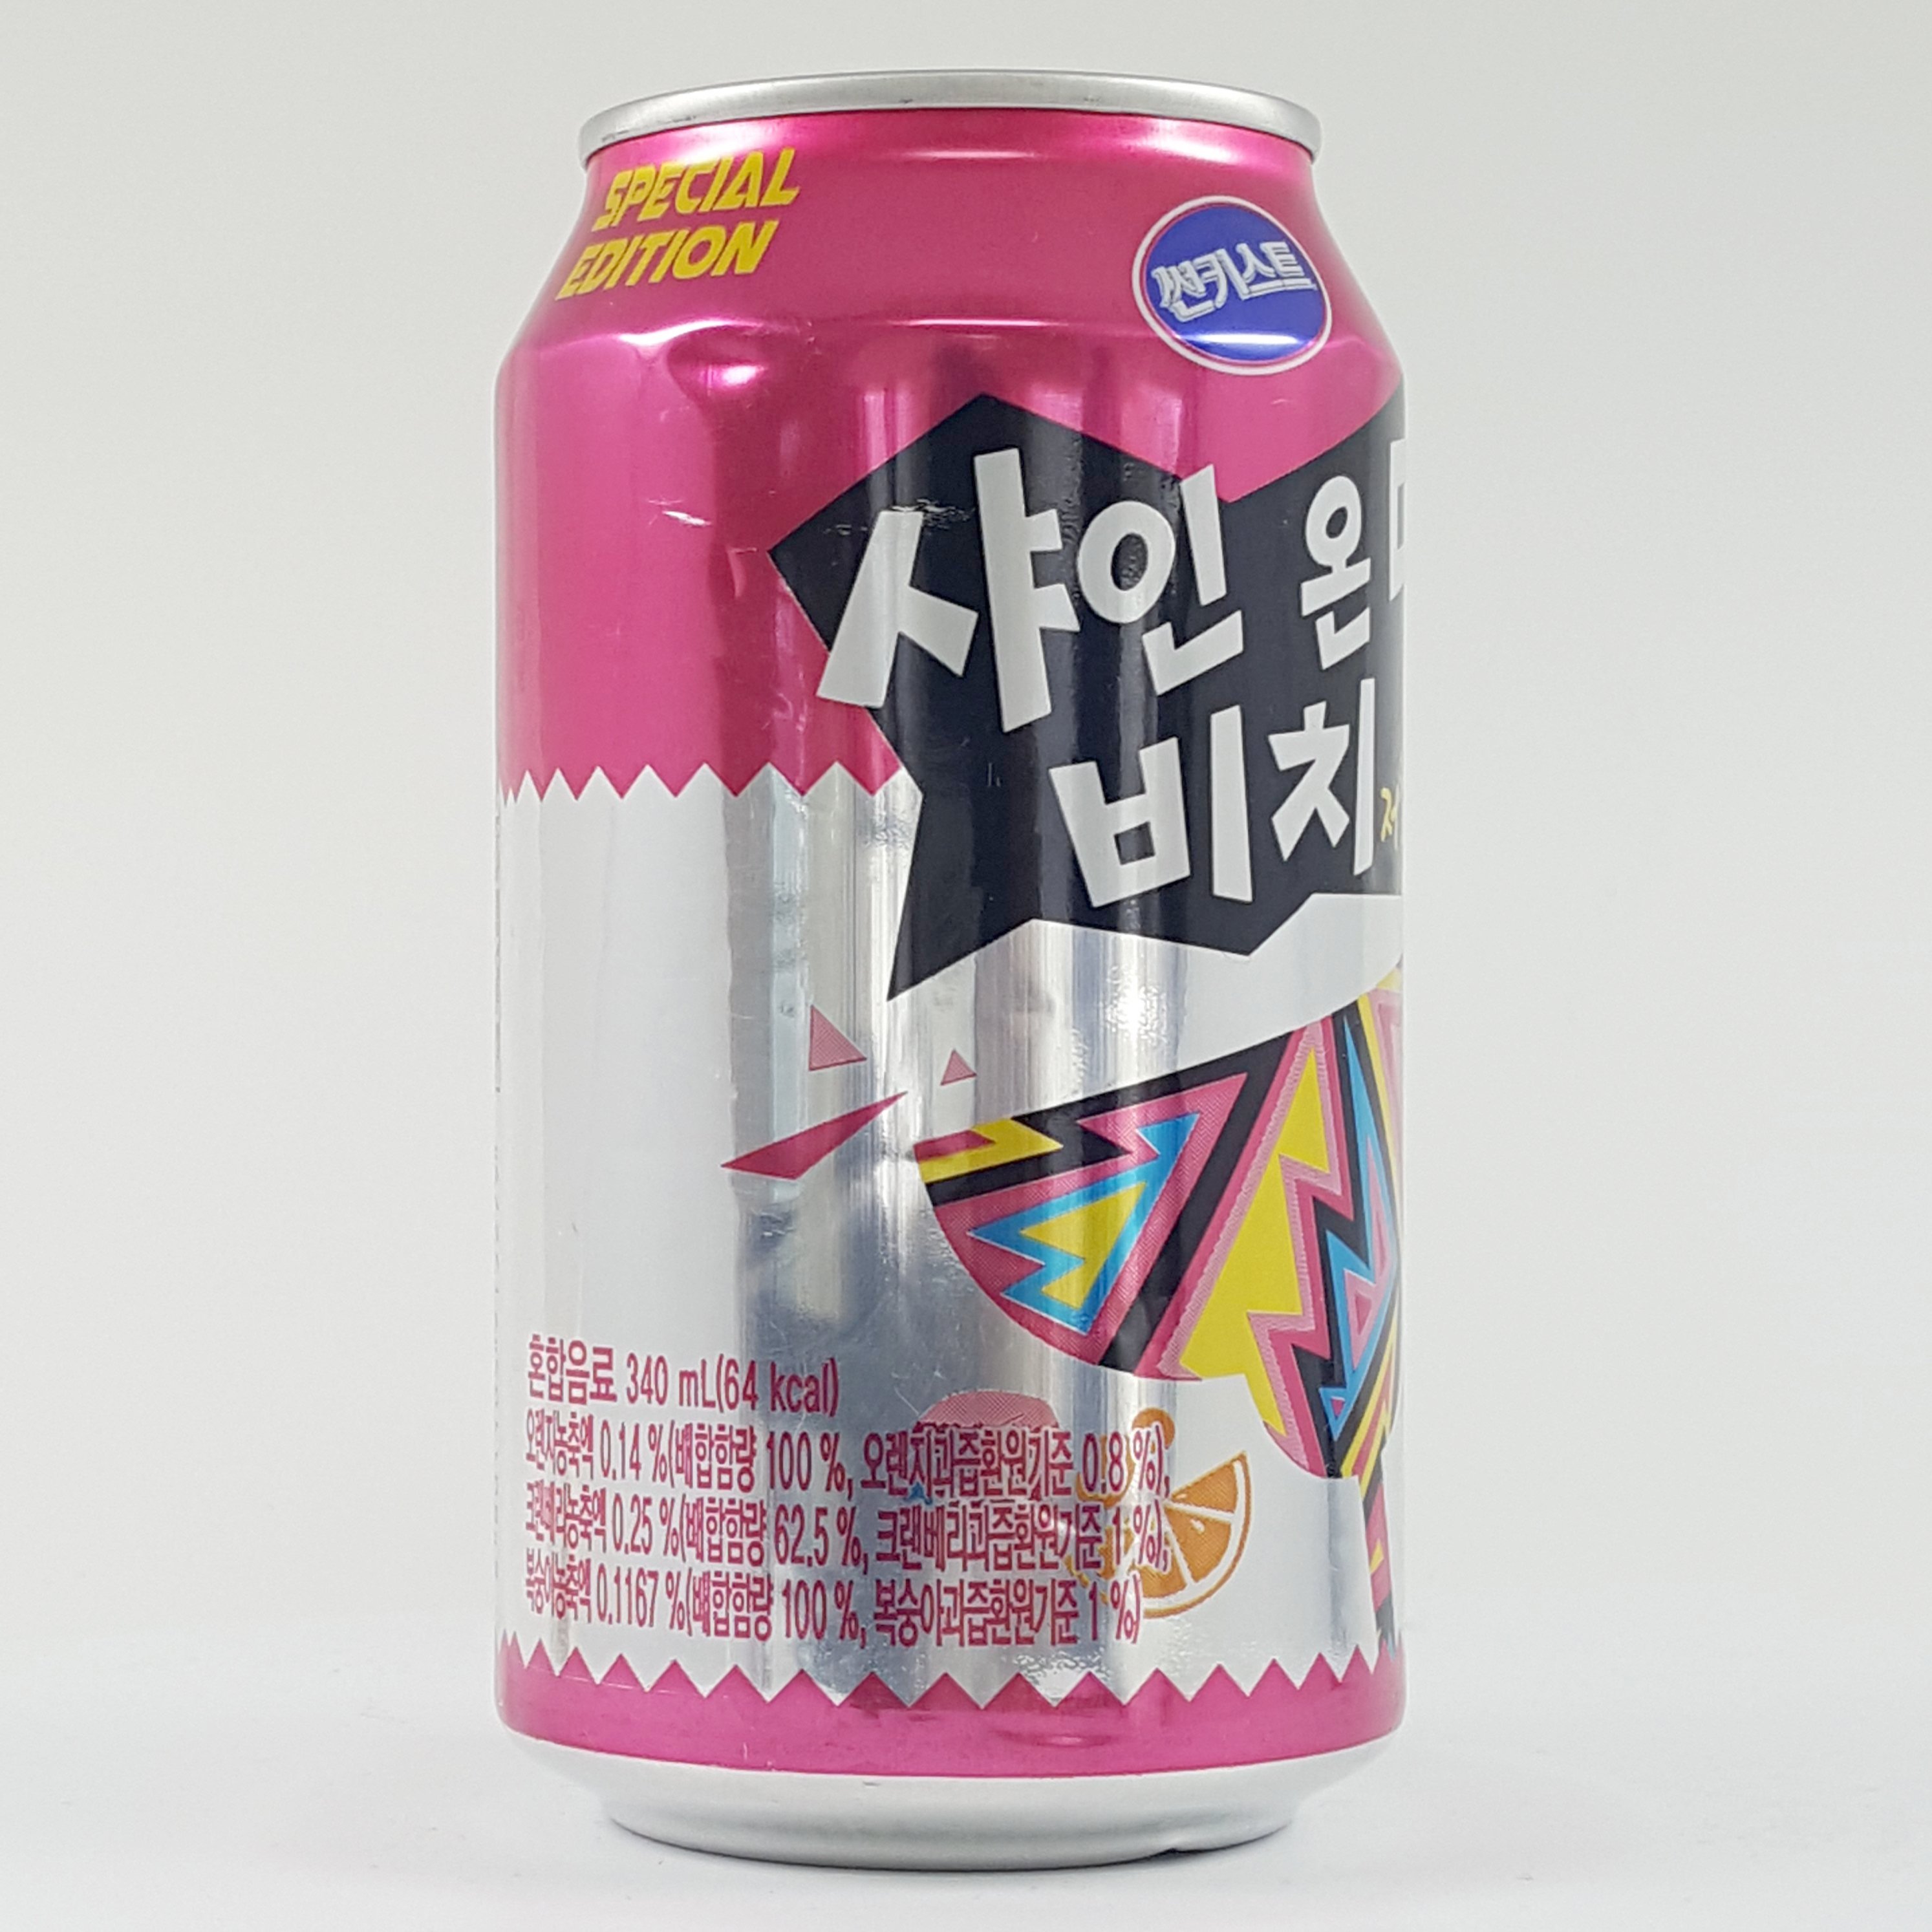 SPECIAL
EDITION
썬키스트
샤인 온
비치
혼합음료 340 mL(64 kcal)
오렌지농축액 0.14 %(배합함량 100 %, 오렌지과즙환원기준 0.8 %),
크랜베리농축액 0.25 %(배합함량 62.5 %, 크랜베리과즙환원기준 1 %),
복숭아농축액 0.1167 %(배합함량 100 %, 복숭아과즙환원기준 1 %)